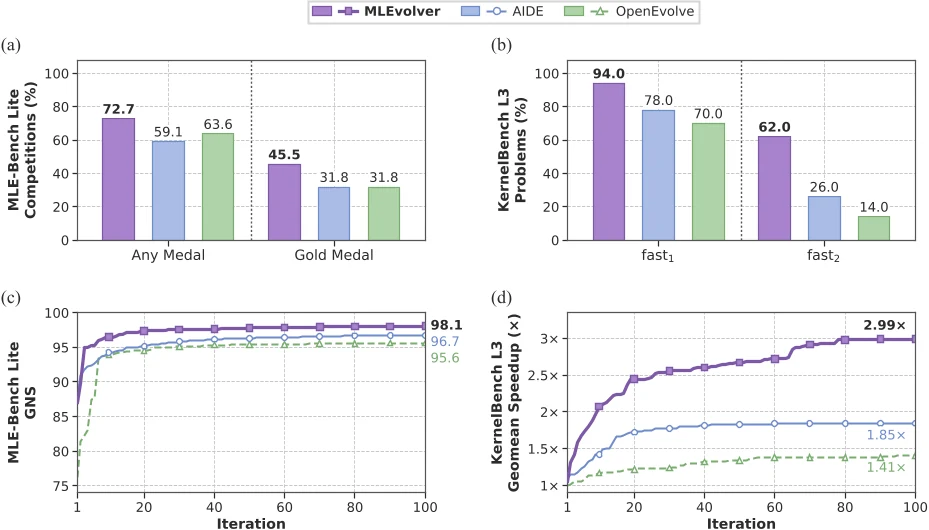 MLEvolver AIDE OpenEvolve
(a)
MLE-Bench Lite
Competitions (%)
100
80
60
40
20
0
72.7
59.1
63.6
45.5
31.8
31.8
Any Medal
Gold Medal
(b)
KernelBench L3
Problems (%)
100
80
60
40
20
0
94.0
78.0
70.0
62.0
26.0
14.0
fast₁
fast₂
(c)
MLE-Bench Lite
GNS
100
95
90
85
80
75
98.1
96.7
95.6
1 20 40 60 80 100
Iteration
(d)
KernelBench L3
Geomean Speedup (×)
3×
2.5×
2×
1.5×
1×
2.99×
1.85×
1.41×
1 20 40 60 80 100
Iteration